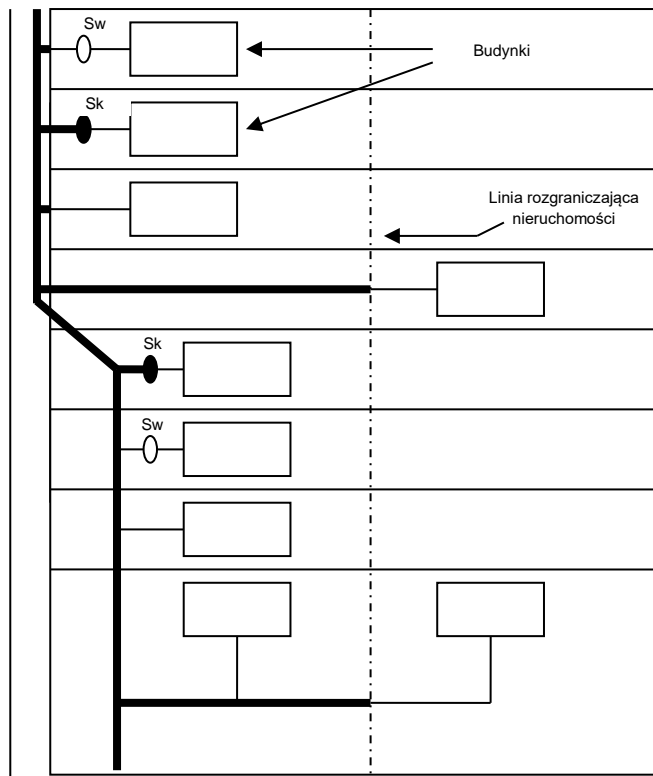 Sw
Budynki
Sk
Linia rozgraniczająca
nieruchomości
Sk
Sw